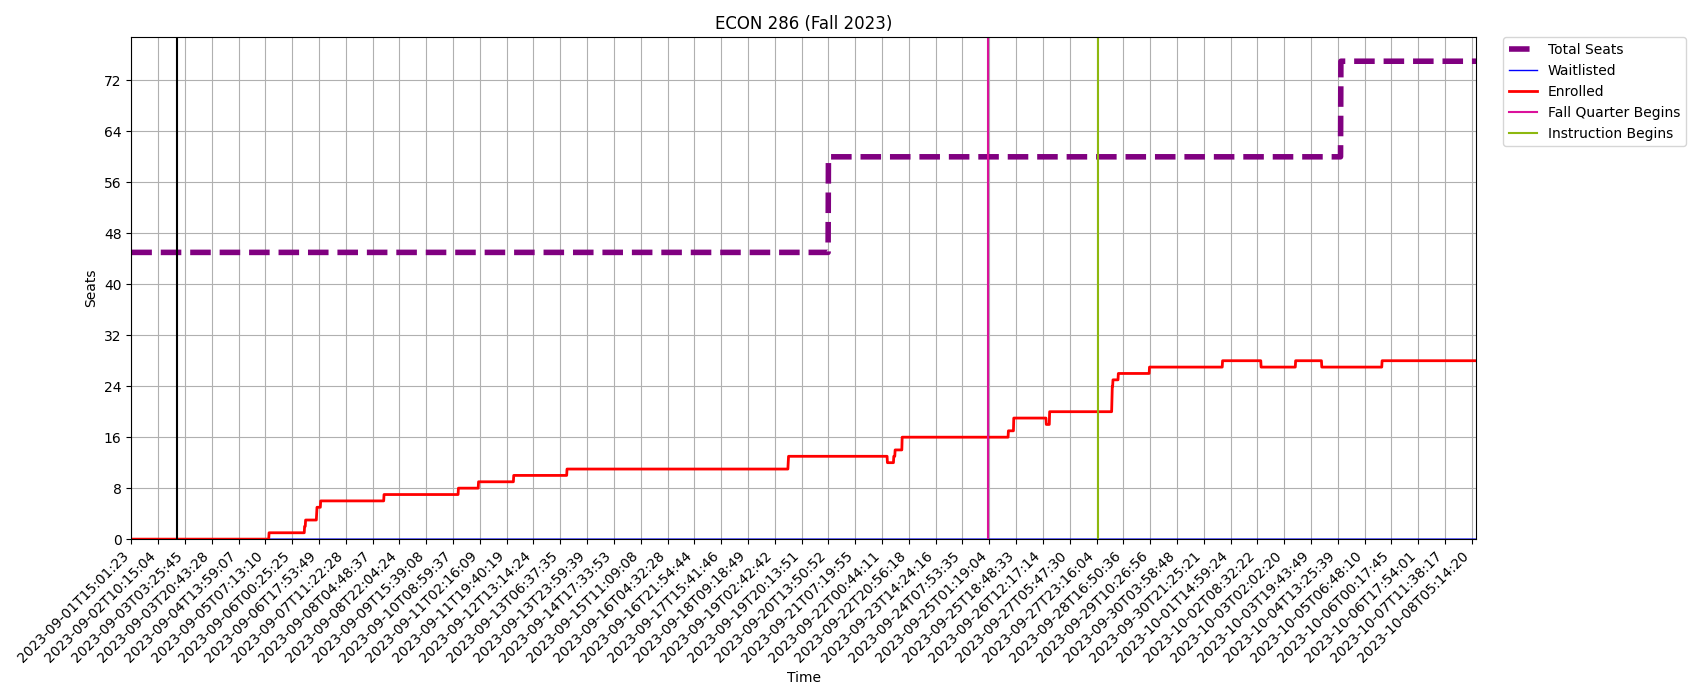 ECON 286 (Fall 2023)
Total Seats
Waitlisted
Enrolled
Fall Quarter Begins
Instruction Begins
Seats
72
64
56
48
40
32
24
16
8
0
2023-09-01T15:01:23
2023-09-02T10:15:04
2023-09-03T03:25:45
2023-09-03T20:43:28
2023-09-04T13:59:07
2023-09-05T07:13:10
2023-09-06T00:25:25
2023-09-06T17:53:49
2023-09-07T11:22:28
2023-09-08T04:48:37
2023-09-08T22:04:24
2023-09-09T15:39:08
2023-09-10T08:59:37
2023-09-11T02:16:09
2023-09-11T19:40:19
2023-09-12T13:14:24
2023-09-13T06:37:35
2023-09-13T23:59:39
2023-09-14T17:33:53
2023-09-15T11:09:08
2023-09-16T04:32:28
2023-09-16T21:54:44
2023-09-17T15:41:46
2023-09-18T09:18:49
2023-09-19T02:42:42
2023-09-19T20:13:51
2023-09-20T13:50:52
2023-09-21T07:19:55
2023-09-22T00:44:11
2023-09-22T20:56:18
2023-09-23T14:24:16
2023-09-24T07:53:35
2023-09-25T01:19:04
2023-09-25T18:48:33
2023-09-26T12:17:14
2023-09-27T05:47:30
2023-09-27T23:16:04
2023-09-28T16:50:36
2023-09-29T10:26:56
2023-09-30T03:58:48
2023-09-30T21:25:21
2023-10-01T14:59:24
2023-10-02T08:32:22
2023-10-03T02:02:20
2023-10-03T19:43:49
2023-10-04T13:25:39
2023-10-05T06:48:10
2023-10-06T00:17:45
2023-10-06T17:54:01
2023-10-07T11:38:17
2023-10-08T05:14:20
Time